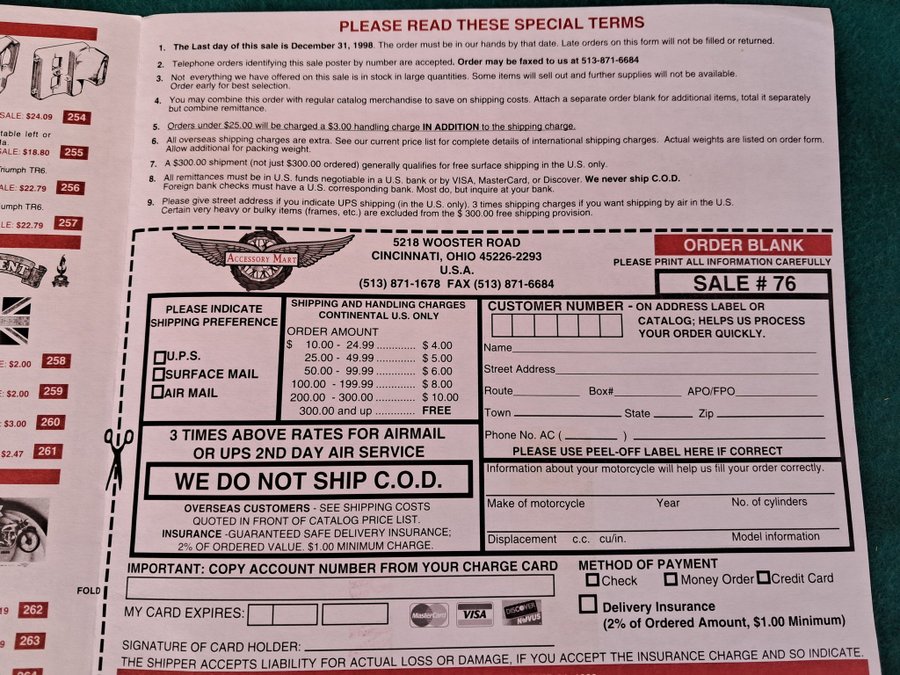 PLEASE READ THESE SPECIAL TERMS
1. The Last day of this sale is December 31, 1998. The order must be in our hands by that date. Late orders on this form will not be filled or returned.
2. Telephone orders identifying this sale poster by number are accepted. Order may be faxed to us at 513-871-6684
3. Not everything we have offered on this sale is in stock in large quantities. Some items will sell out and further supplies will not be available.
Order early for best selection.
4. You may combine this order with regular catalog merchandise to save on shipping costs. Attach a separate order blank for additional items, total it separately
but combine remittance.
5. Orders under $25.00 will be charged a $3.00 handling charge IN ADDITION to the shipping charge.
6. All overseas shipping charges are extra. See our current price list for complete details of international shipping charges. Actual weights are listed on order form.
Allow additional for packing weight.
7. A $300.00 shipment (not just $300.00 ordered) generally qualifies for free surface shipping in the U.S. only.
8. All remittances must be in U.S. funds negotiable in a U.S. bank or by VISA, MasterCard, or Discover. We never ship C.O.D.
Foreign bank checks must have a U.S. corresponding bank. Most do, but inquire at your bank.
9. Please give street address if you indicate UPS shipping (in the U.S. only). 3 times shipping charges if you want shipping by air in the U.S.
Certain very heavy or bulky items (frames, etc.) are excluded from the $ 300.00 free shipping provision.
SALE: $24.09 254
table left or
SALE: $18.80 255
Triumph TR6.
ALE: $22.79 256
umph TR6.
LE: $22.79 257
E: $2.00 258
E: $2.00 259
: $3.00 260
$2.47 261
262
263
264
ACCESSORY MART
5218 WOOSTER ROAD
CINCINNATI, OHIO 45226-2293
U.S.A.
(513) 871-1678 FAX (513) 871-6684
ORDER BLANK
PLEASE PRINT ALL INFORMATION CAREFULLY
SALE # 76
PLEASE INDICATE
SHIPPING PREFERENCE
U.P.S.
SURFACE MAIL
AIR MAIL
SHIPPING AND HANDLING CHARGES
CONTINENTAL U.S. ONLY
ORDER AMOUNT
$ 10.00 - 24.99 ............. $ 4.00
25.00 - 49.99 ............. $ 5.00
50.00 - 99.99 ............. $ 6.00
100.00 - 199.99 ............ $ 8.00
200.00 - 300.00 ............ $ 10.00
300.00 and up ............... FREE
CUSTOMER NUMBER - ON ADDRESS LABEL OR
CATALOG; HELPS US PROCESS
YOUR ORDER QUICKLY.
Name
Street Address
Route Box# APO/FPO
Town State Zip
Phone No. AC ( )
PLEASE USE PEEL-OFF LABEL HERE IF CORRECT
3 TIMES ABOVE RATES FOR AIRMAIL
OR UPS 2ND DAY AIR SERVICE
WE DO NOT SHIP C.O.D.
OVERSEAS CUSTOMERS - SEE SHIPPING COSTS
QUOTED IN FRONT OF CATALOG PRICE LIST.
INSURANCE -GUARANTEED SAFE DELIVERY INSURANCE;
2% OF ORDERED VALUE. $1.00 MINIMUM CHARGE.
Information about your motorcycle will help us fill your order correctly.
Make of motorcycle Year No. of cylinders
Displacement c.c. cu/in. Model information
FOLD
IMPORTANT: COPY ACCOUNT NUMBER FROM YOUR CHARGE CARD
MY CARD EXPIRES:
MasterCard VISA DISCOVER NOVUS
SIGNATURE OF CARD HOLDER:
METHOD OF PAYMENT
Check Money Order Credit Card
Delivery Insurance
(2% of Ordered Amount, $1.00 Minimum)
THE SHIPPER ACCEPTS LIABILITY FOR ACTUAL LOSS OR DAMAGE, IF YOU ACCEPT THE INSURANCE CHARGE AND SO INDICATE.